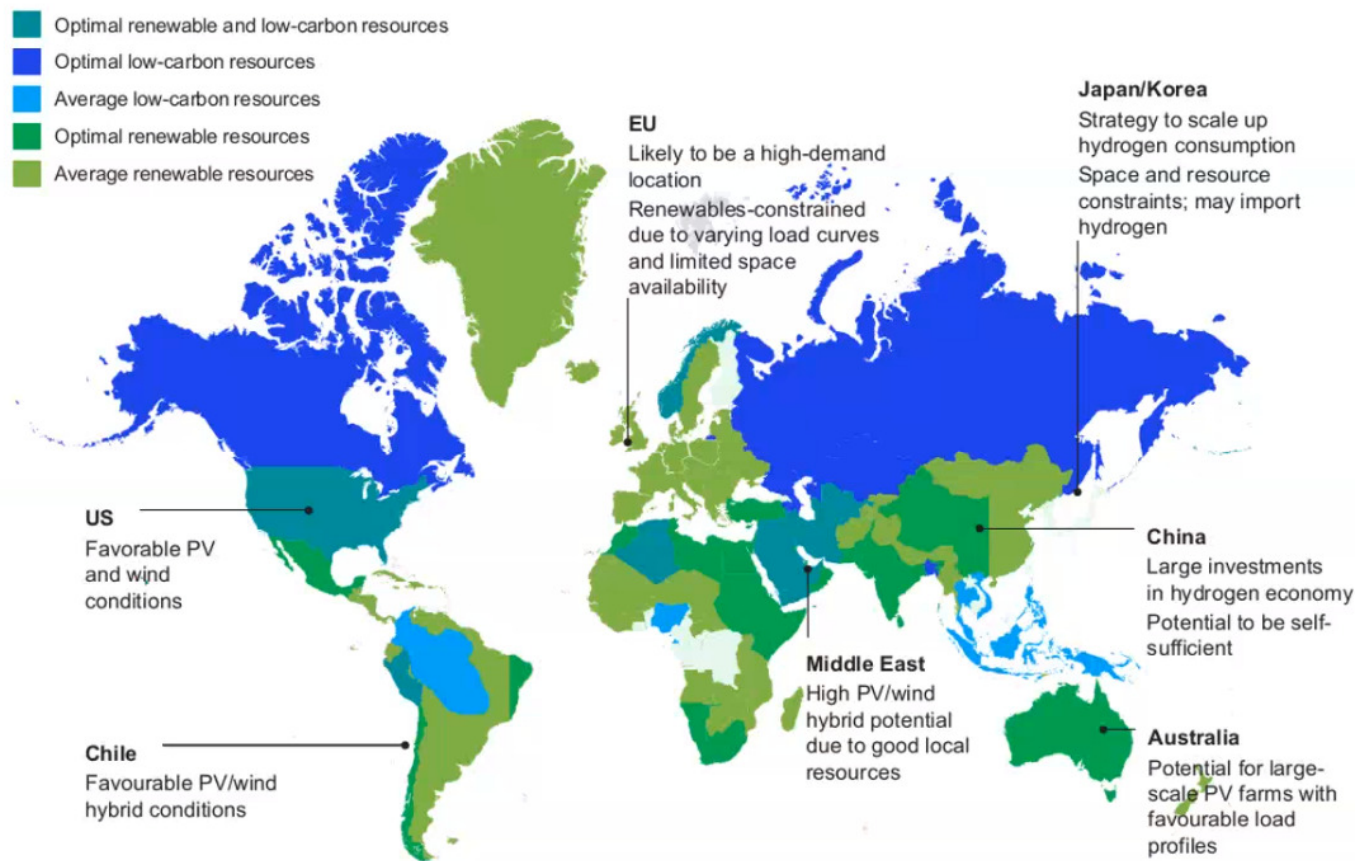 Optimal renewable and low-carbon resources
Optimal low-carbon resources
Average low-carbon resources
Optimal renewable resources
Average renewable resources
EU
Likely to be a high-demand
location
Renewables-constrained
due to varying load curves
and limited space
availability
Japan/Korea
Strategy to scale up
hydrogen consumption
Space and resource
constraints; may import
hydrogen
US
Favorable PV
and wind
conditions
China
Large investments
in hydrogen economy
Potential to be self-
sufficient
Middle East
High PV/wind
hybrid potential
due to good local
resources
Chile
Favourable PV/wind
hybrid conditions
Australia
Potential for large-
scale PV farms with
favourable load
profiles